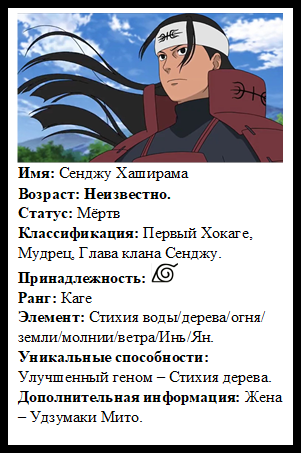 Имя: Сенджу Хаширама
Возраст: Неизвестно.
Статус: Мёртв
Классификация: Первый Хокаге,
Мудрец, Глава клана Сенджу.
Принадлежность:
Ранг: Каге
Элемент: Стихия воды/дерева/огня/
земли/молнии/ветра/Инь/Ян.
Уникальные способности:
Улучшенный геном – Стихия дерева.
Дополнительная информация: Жена
– Удзумаки Мито.